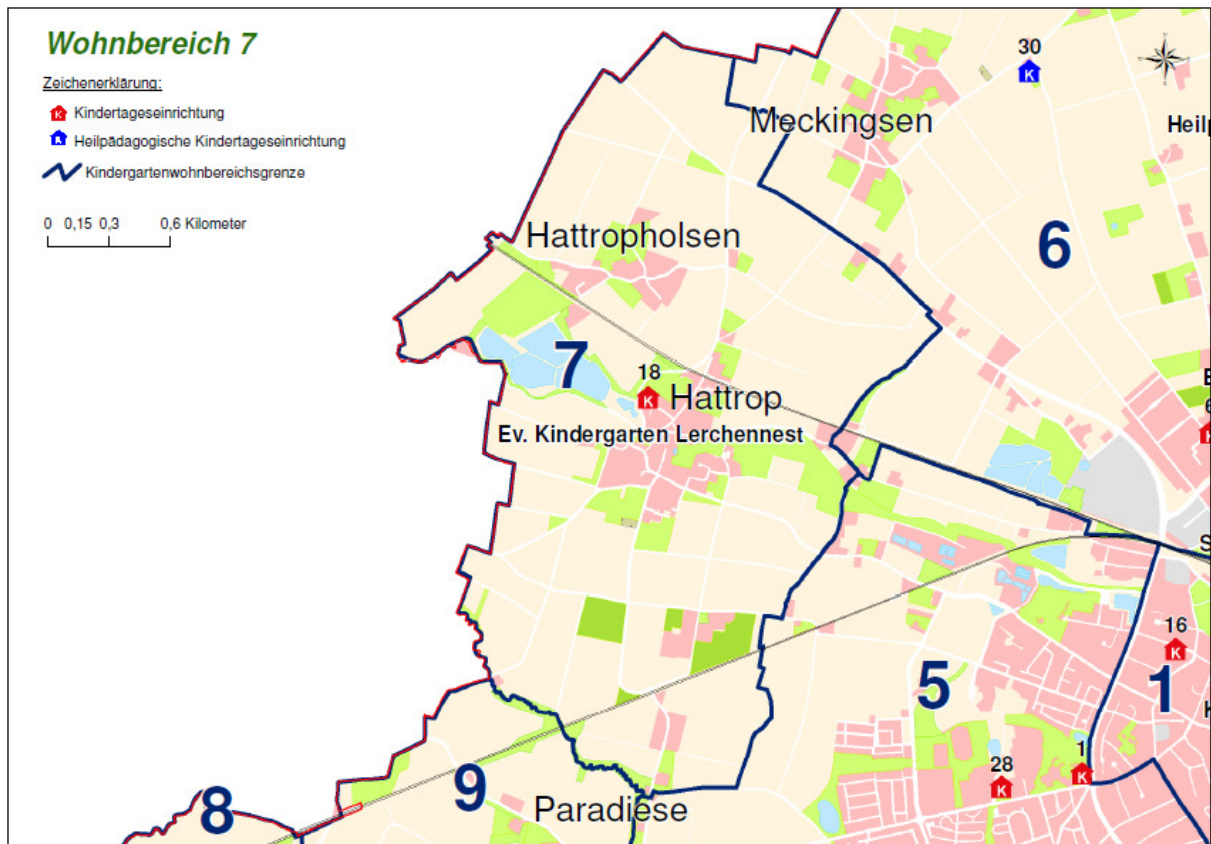 Wohnbereich 7
Zeichenerklärung:
K Kindertageseinrichtung
K Heilpädagogische Kindertageseinrichtung
Kindergartenwohnbereichsgrenze
0 0,15 0,3 0,6 Kilometer
30
K
Meckingsen
Hattropholsen
6
7
18
K
Hattrop
Ev. Kindergarten Lerchennest
16
K
5
1
28
K
1
K
9
8
Paradiese